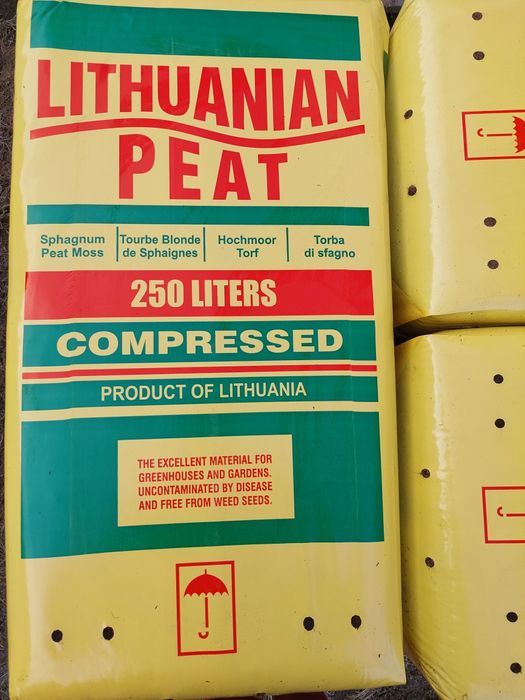 LITHUANIAN
PEAT
Sphagnum
Peat Moss
Tourbe Blonde
de Sphaignes
Hochmoor
Torf
Torba
di sfagno
250 LITERS
COMPRESSED
PRODUCT OF LITHUANIA
THE EXCELLENT MATERIAL FOR
GREENHOUSES AND GARDENS.
UNCONTAMINATED BY DISEASE
AND FREE FROM WEED SEEDS.